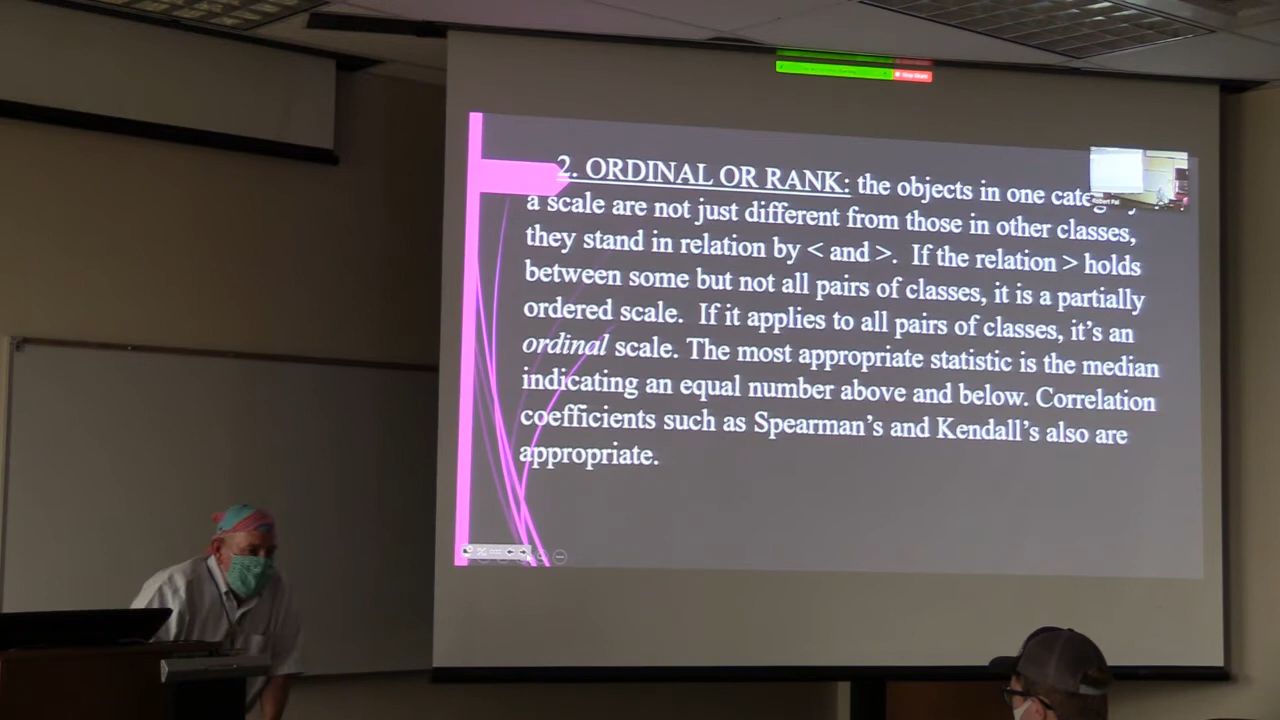 Stop Share
2. ORDINAL OR RANK: the objects in one
a scale are not just different from those in other classes,
they stand in relation by < and >. If the relation > holds
between some but not all pairs of classes, it is a partially
ordered scale. If it applies to all pairs of classes, it's an
ordinal scale. The most appropriate statistic is the median
indicating an equal number above and below. Correlation
coefficients such as Spearman's and Kendall's also are
appropriate.
Robert Pal